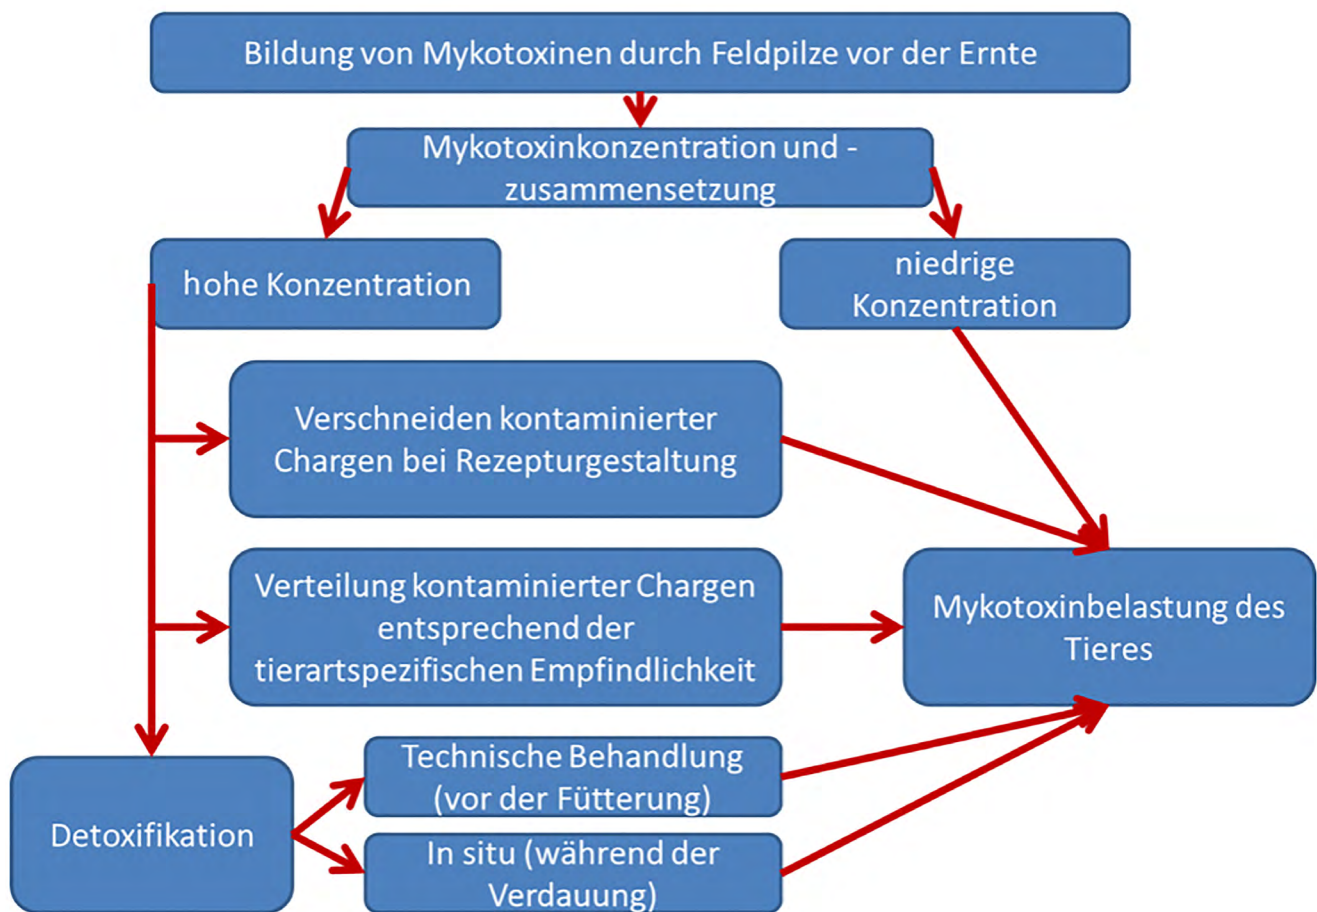 Bildung von Mykotoxinen durch Feldpilze vor der Ernte
Mykotoxinkonzentration und -
zusammensetzung
hohe Konzentration
niedrige
Konzentration
Verschneiden kontaminierter
Chargen bei Rezepturgestaltung
Verteilung kontaminierter Chargen
entsprechend der
tierartspezifischen Empfindlichkeit
Mykotoxinbelastung des
Tieres
Detoxifikation
Technische Behandlung
(vor der Fütterung)
In situ (während der
Verdauung)